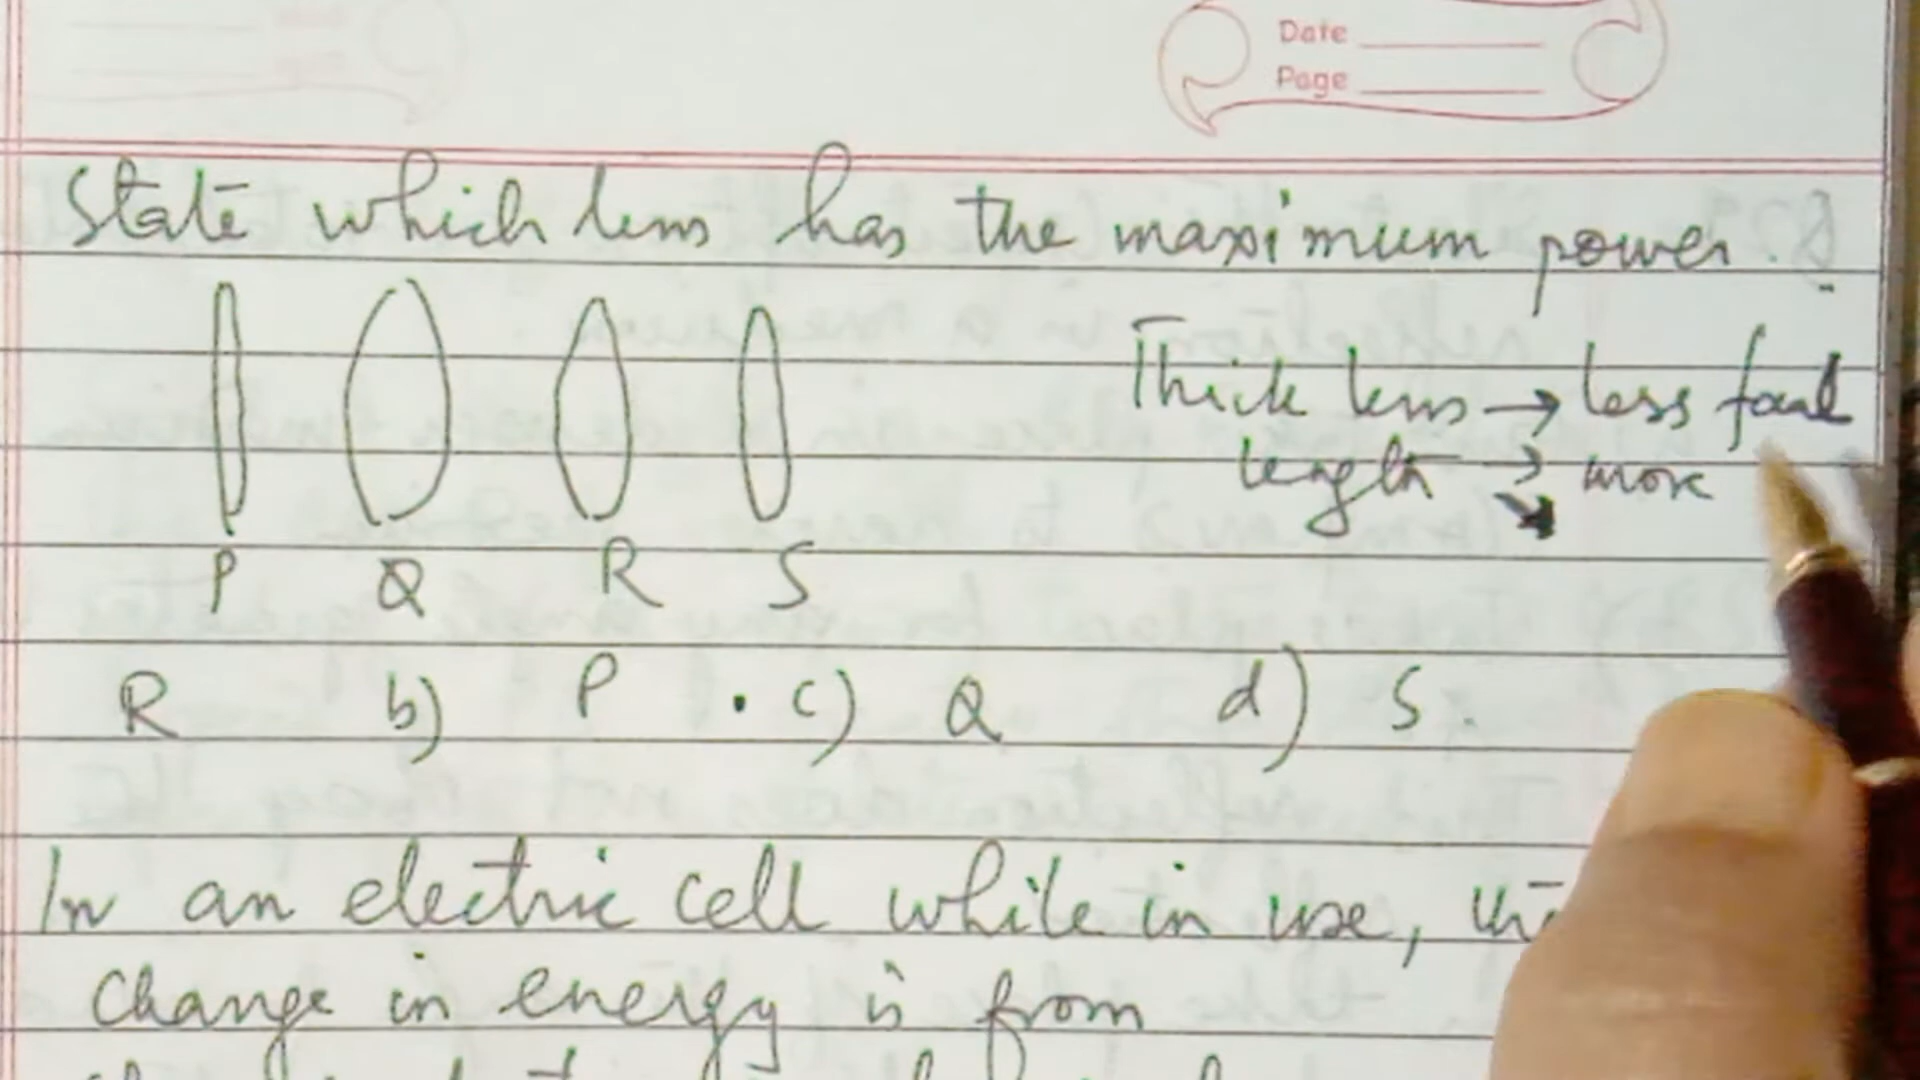 Date
Page
State which lens has the maximum power.
Thick lens → less focal
length → more
P Q R S
R b) P . c) Q d) S.
In an electric cell while in use, the
change in energy is from